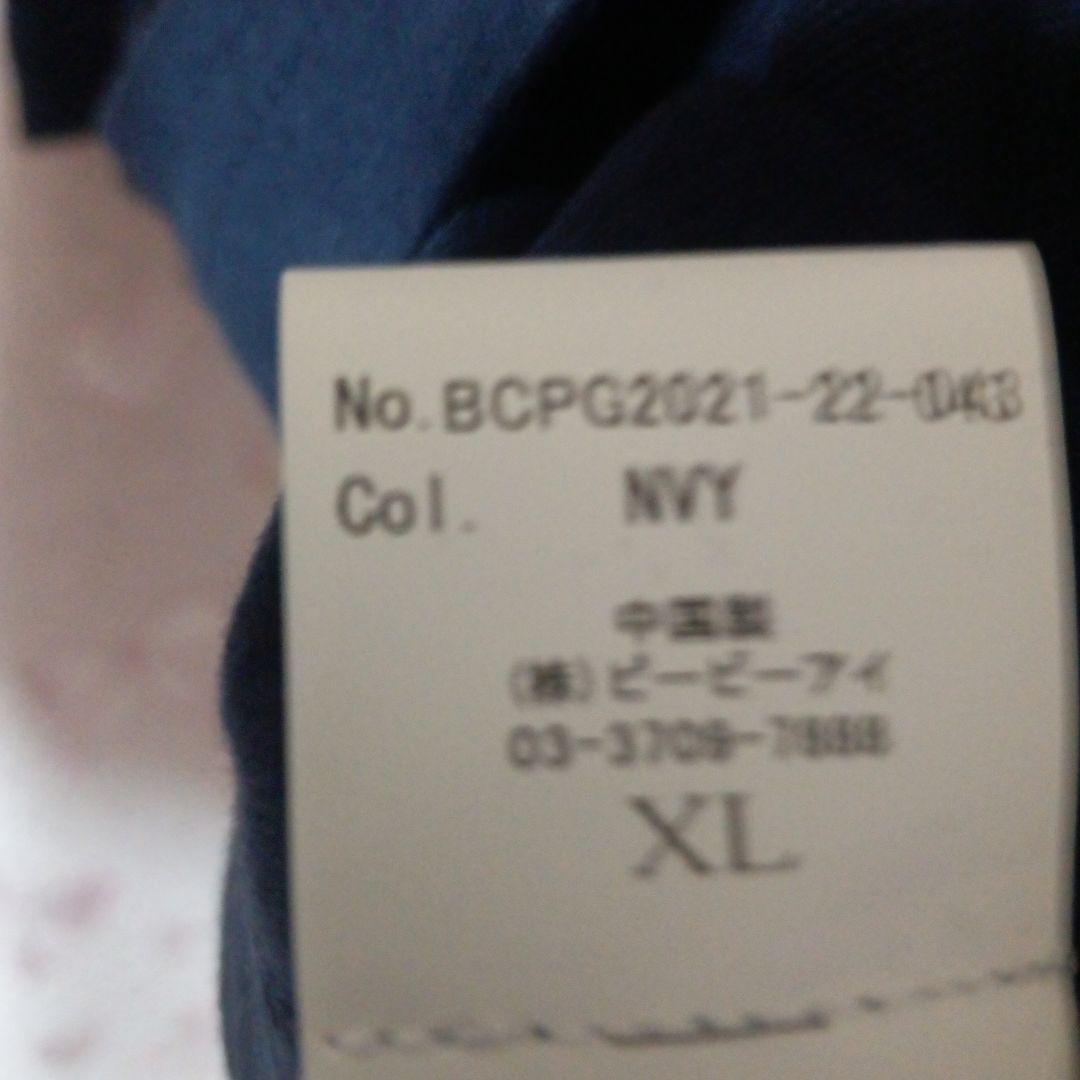 No.BCPG2021-22-043
Col. NVY
中国製
(株)ビービーアイ
03-3709-7888
XL